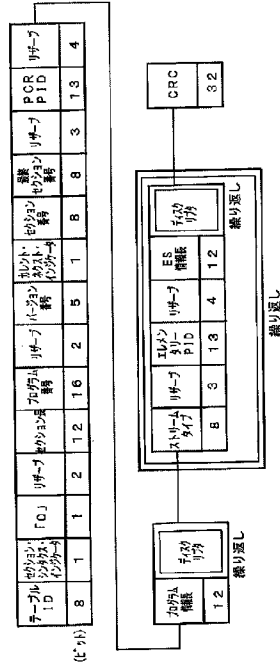 テーブル ID
セクション・シンタクス・インジケータ
「0」
リザーブ
セクション長
プログラム番号
リザーブ
バージョン番号
カレント・ネクスト・インジケータ
セクション番号
最終セクション番号
リザーブ
PCR PID
リザーブ
8
1
1
2
12
16
2
5
1
8
8
3
13
4
(ビット)
プログラム情報長
12
ディスクリプタ
繰り返し
ストリームタイプ
8
リザーブ
3
エレメンタリーPID
13
リザーブ
4
ES情報長
12
ディスクリプタ
繰り返し
繰り返し
CRC
32